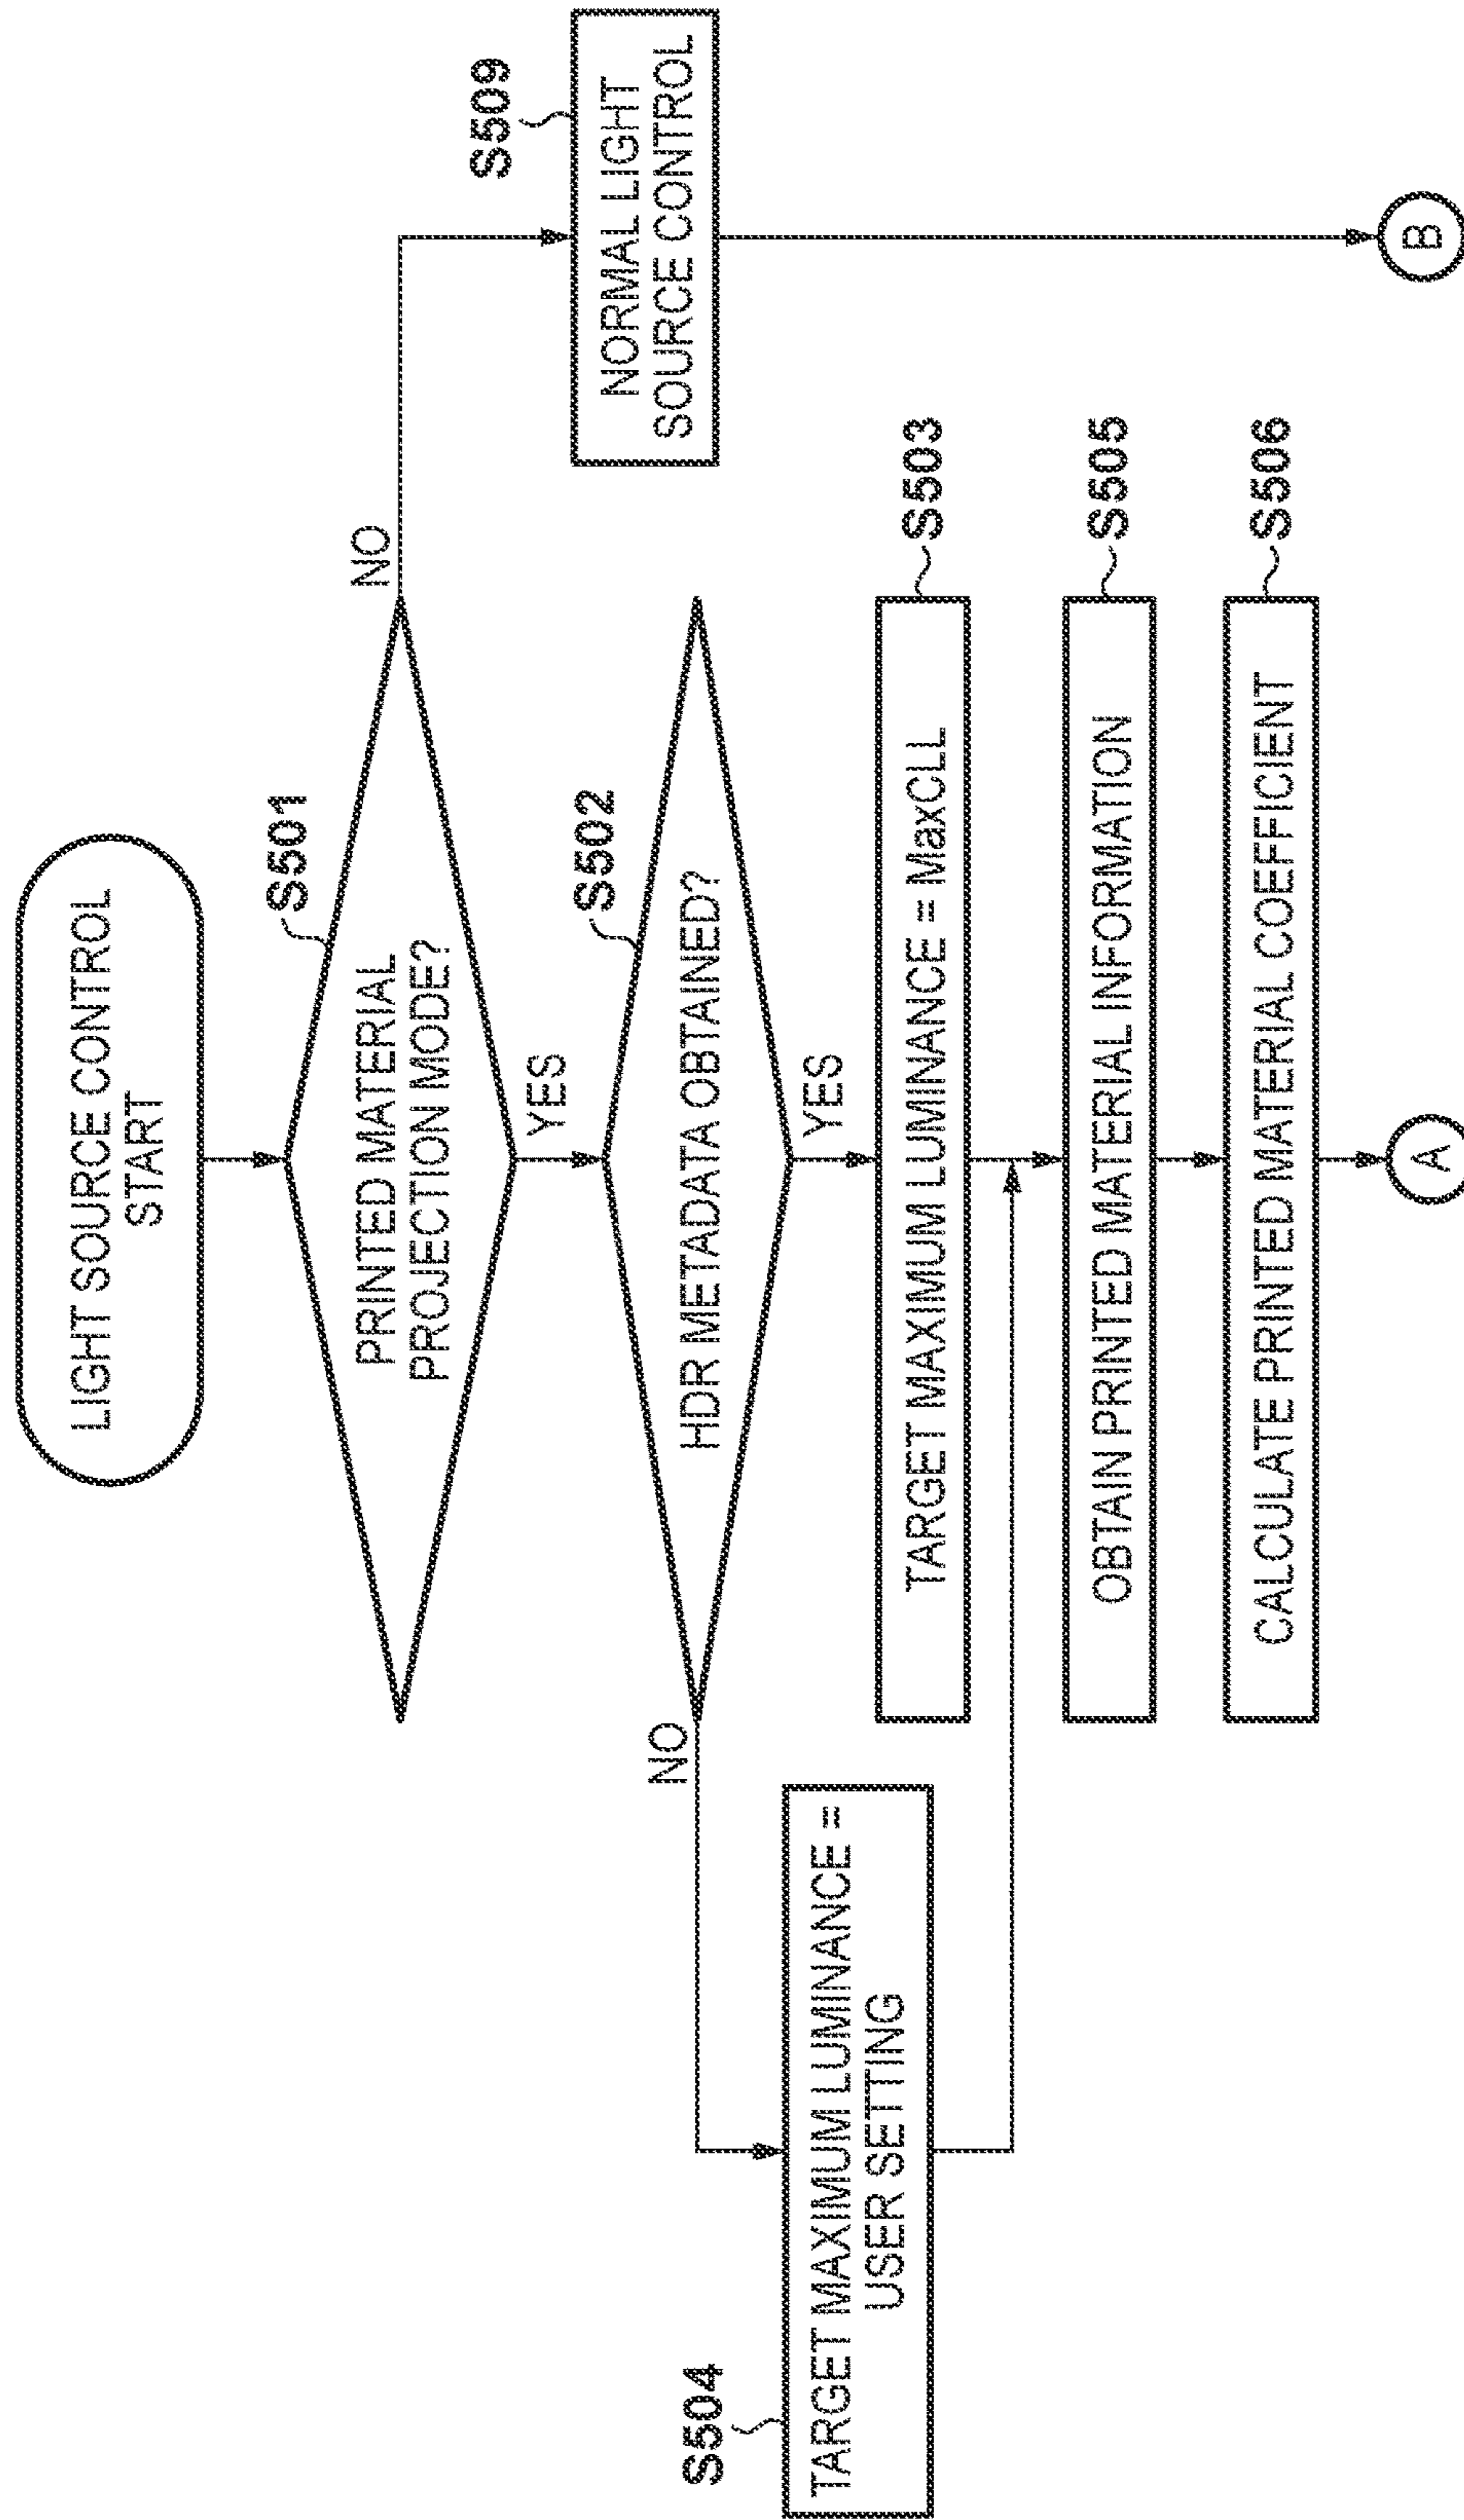 LIGHT SOURCE CONTROL
START
S501
PRINTED MATERIAL
PROJECTION MODE?
NO
YES
S502
HDR METADATA OBTAINED?
NO
YES
S509
NORMAL LIGHT
SOURCE CONTROL
S504
TARGET MAXIMUM LUMINANCE =
USER SETTING
S503
TARGET MAXIMUM LUMINANCE = MaxCLL
S505
OBTAIN PRINTED MATERIAL INFORMATION
S506
CALCULATE PRINTED MATERIAL COEFFICIENT
A
B